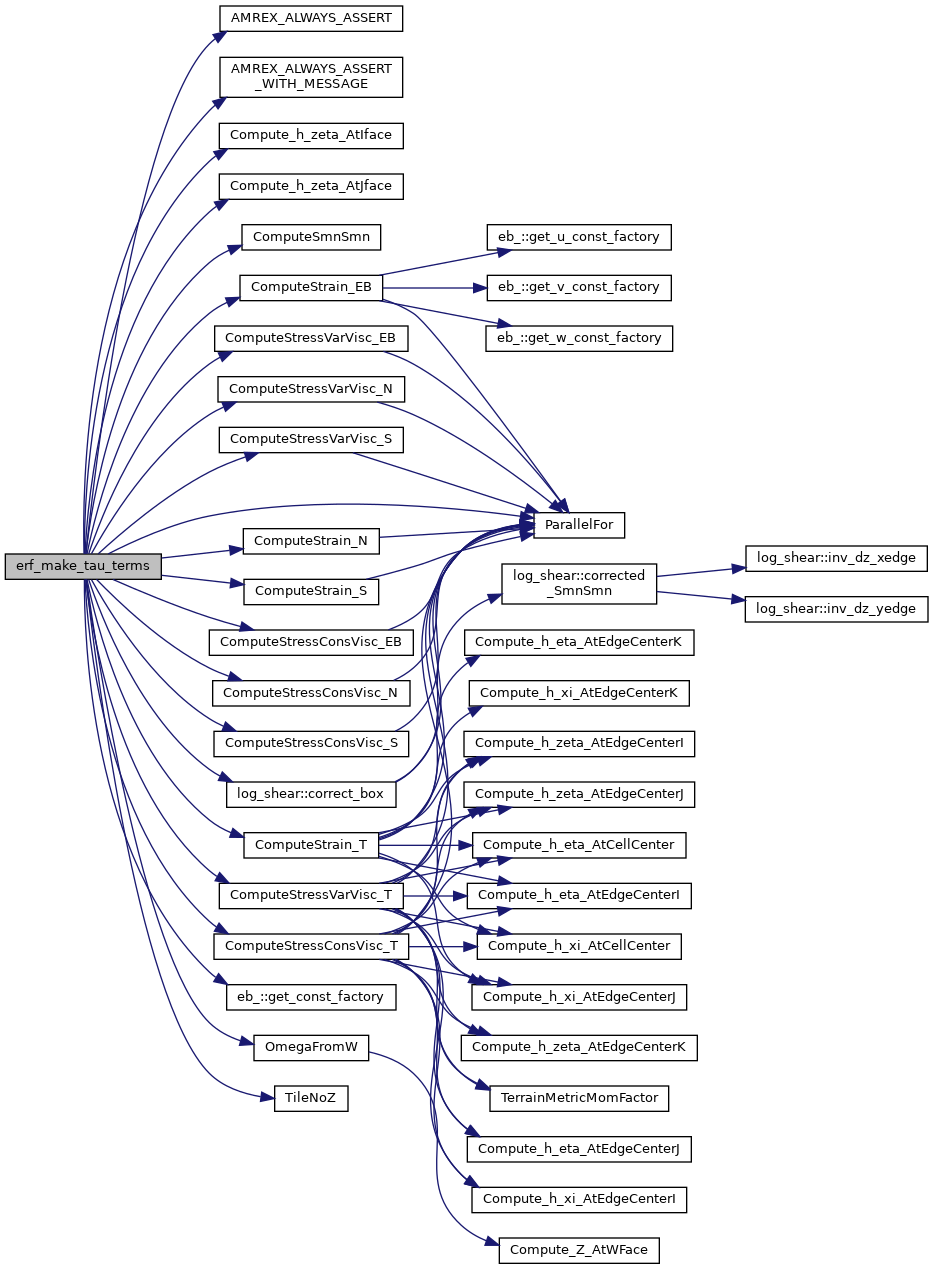 AMREX_ALWAYS_ASSERT
AMREX_ALWAYS_ASSERT
_WITH_MESSAGE
Compute_h_zeta_AtIface
Compute_h_zeta_AtJface
ComputeSmnSmn
eb_::get_u_const_factory
ComputeStrain_EB
eb_::get_v_const_factory
ComputeStressVarVisc_EB
eb_::get_w_const_factory
ComputeStressVarVisc_N
ComputeStressVarVisc_S
ParallelFor
ComputeStrain_N
log_shear::inv_dz_xedge
erf_make_tau_terms
log_shear::corrected
_SmnSmn
ComputeStrain_S
log_shear::inv_dz_yedge
ComputeStressConsVisc_EB
Compute_h_eta_AtEdgeCenterK
ComputeStressConsVisc_N
Compute_h_xi_AtEdgeCenterK
ComputeStressConsVisc_S
Compute_h_zeta_AtEdgeCenterI
log_shear::correct_box
Compute_h_zeta_AtEdgeCenterJ
ComputeStrain_T
Compute_h_eta_AtCellCenter
ComputeStressVarVisc_T
Compute_h_eta_AtEdgeCenterI
ComputeStressConsVisc_T
Compute_h_xi_AtCellCenter
eb_::get_const_factory
Compute_h_xi_AtEdgeCenterJ
OmegaFromW
Compute_h_zeta_AtEdgeCenterK
TileNoZ
TerrainMetricMomFactor
Compute_h_eta_AtEdgeCenterJ
Compute_h_xi_AtEdgeCenterI
Compute_Z_AtWFace